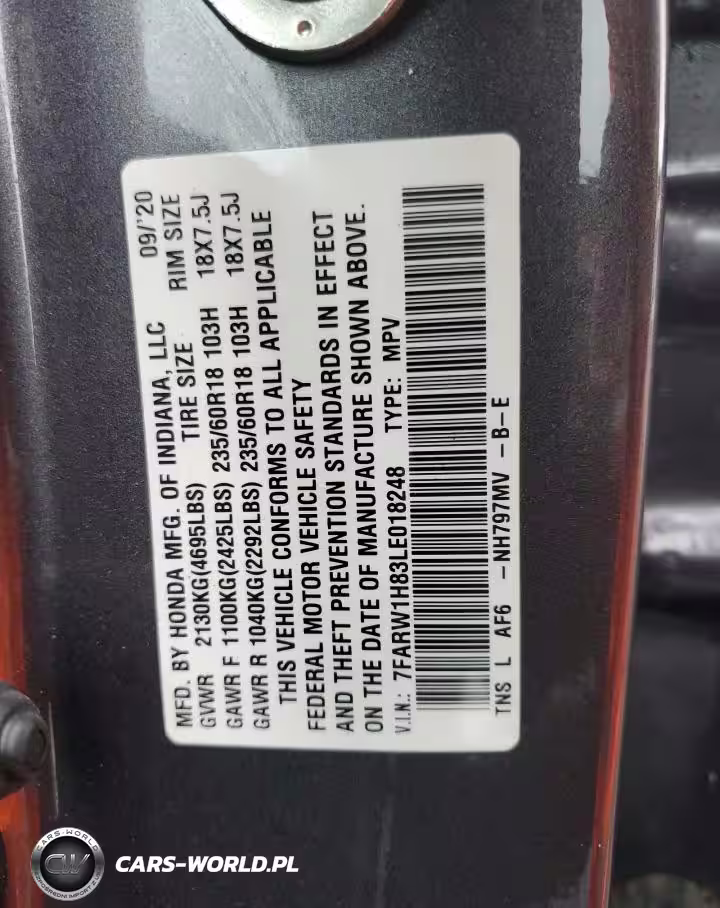 MFD. BY HONDA MFG. OF INDIANA, LLC 09/'20
GVWR 2130KG(4695LBS) TIRE SIZE RIM SIZE
GAWR F 1100KG(2425LBS) 235/60R18 103H 18X7.5J
GAWR R 1040KG(2292LBS) 235/60R18 103H 18X7.5J
THIS VEHICLE CONFORMS TO ALL APPLICABLE
FEDERAL MOTOR VEHICLE SAFETY
AND THEFT PREVENTION STANDARDS IN EFFECT
ON THE DATE OF MANUFACTURE SHOWN ABOVE.
V.I.N.: 7FARW1H83LE018248 TYPE: MPV
TNS L AF6 -NH797MV -B-E
CARS-WORLD
CW
CARS-WORLD.PL